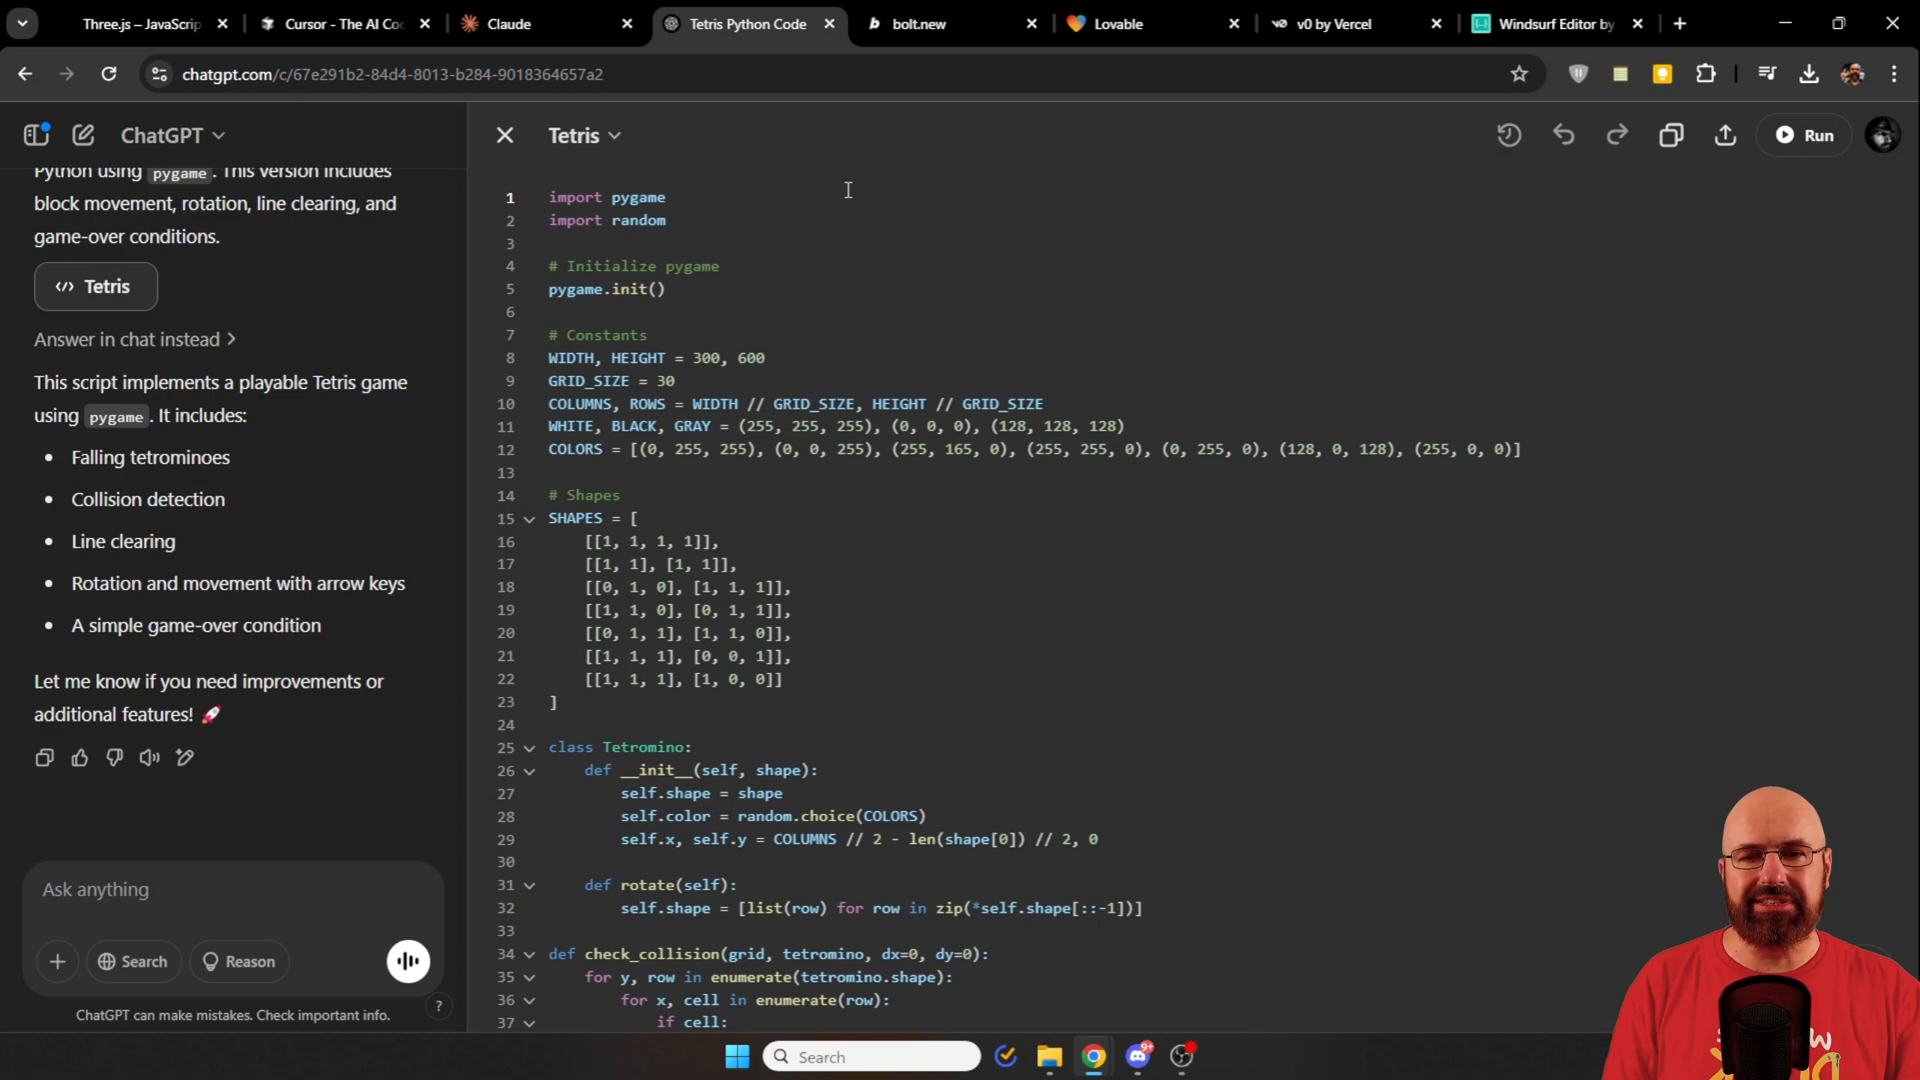 Three.js – JavaScrip
Cursor - The AI Co
Claude
Tetris Python Code
bolt.new
Lovable
v0 by Vercel
Windsurf Editor by
chatgpt.com/c/67e291b2-84d4-8013-b284-9018364657a2
ChatGPT
Python using pygame. This version includes
block movement, rotation, line clearing, and
game-over conditions.
Tetris
Answer in chat instead >
This script implements a playable Tetris game
using pygame. It includes:
• Falling tetrominoes
• Collision detection
• Line clearing
• Rotation and movement with arrow keys
• A simple game-over condition
Let me know if you need improvements or
additional features! 🚀
Ask anything
Search
Reason
ChatGPT can make mistakes. Check important info.
?
Tetris
Run
1 import pygame
2 import random
3
4 # Initialize pygame
5 pygame.init()
6
7 # Constants
8 WIDTH, HEIGHT = 300, 600
9 GRID_SIZE = 30
10 COLUMNS, ROWS = WIDTH // GRID_SIZE, HEIGHT // GRID_SIZE
11 WHITE, BLACK, GRAY = (255, 255, 255), (0, 0, 0), (128, 128, 128)
12 COLORS = [(0, 255, 255), (0, 0, 255), (255, 165, 0), (255, 255, 0), (0, 255, 0), (128, 0, 128), (255, 0, 0)]
13
14 # Shapes
15 SHAPES = [
16 [[1, 1, 1, 1]],
17 [[1, 1], [1, 1]],
18 [[0, 1, 0], [1, 1, 1]],
19 [[1, 1, 0], [0, 1, 1]],
20 [[0, 1, 1], [1, 1, 0]],
21 [[1, 1, 1], [0, 0, 1]],
22 [[1, 1, 1], [1, 0, 0]]
23 ]
24
25 class Tetromino:
26 def __init__(self, shape):
27 self.shape = shape
28 self.color = random.choice(COLORS)
29 self.x, self.y = COLUMNS // 2 - len(shape[0]) // 2, 0
30
31 def rotate(self):
32 self.shape = [list(row) for row in zip(*self.shape[::-1])]
33
34 def check_collision(grid, tetromino, dx=0, dy=0):
35 for y, row in enumerate(tetromino.shape):
36 for x, cell in enumerate(row):
37 if cell:
Search
9+